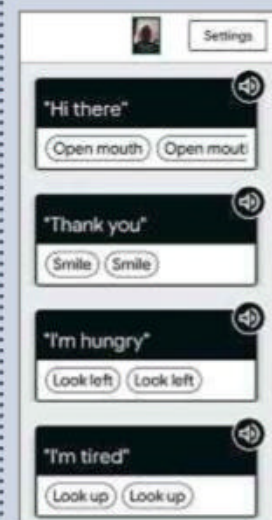 Settings
"Hi there"
Open mouth Open mout
"Thank you"
Smile Smile
"I'm hungry"
Look left Look left
"I'm tired"
Look up Look up